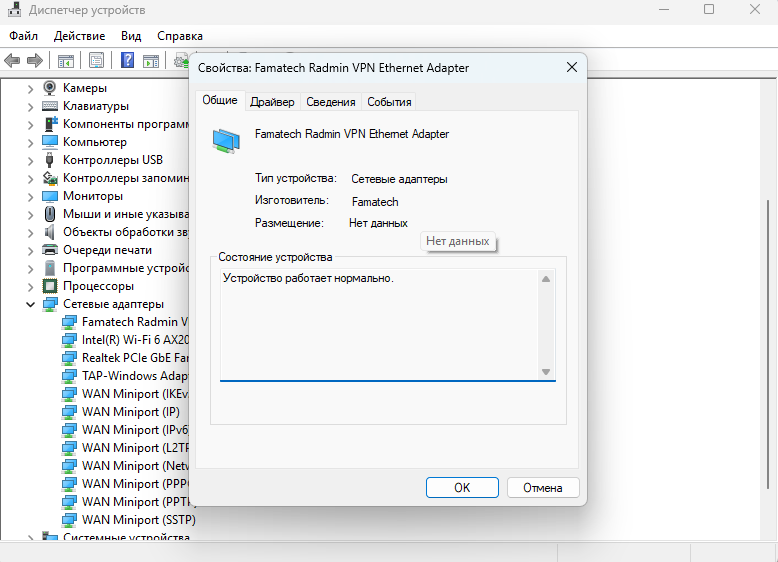 Диспетчер устройств
Файл Действие Вид Справка
Камеры
Клавиатуры
Компоненты программ
Компьютер
Контроллеры USB
Контроллеры запомин
Мониторы
Мыши и иные указыва
Объекты обработки зв
Очереди печати
Программные устройс
Процессоры
Сетевые адаптеры
Famatech Radmin V
Intel(R) Wi-Fi 6 AX20
Realtek PCIe GbE Fam
TAP-Windows Adap
WAN Miniport (IKEv
WAN Miniport (IP)
WAN Miniport (IPv6
WAN Miniport (L2TP
WAN Miniport (Netw
WAN Miniport (PPPO
WAN Miniport (PPTP
WAN Miniport (SSTP)
Системные устройства
Свойства: Famatech Radmin VPN Ethernet Adapter
Общие Драйвер Сведения События
Famatech Radmin VPN Ethernet Adapter
Тип устройства: Сетевые адаптеры
Изготовитель: Famatech
Размещение: Нет данных
Нет данных
Состояние устройства
Устройство работает нормально.
OK Отмена